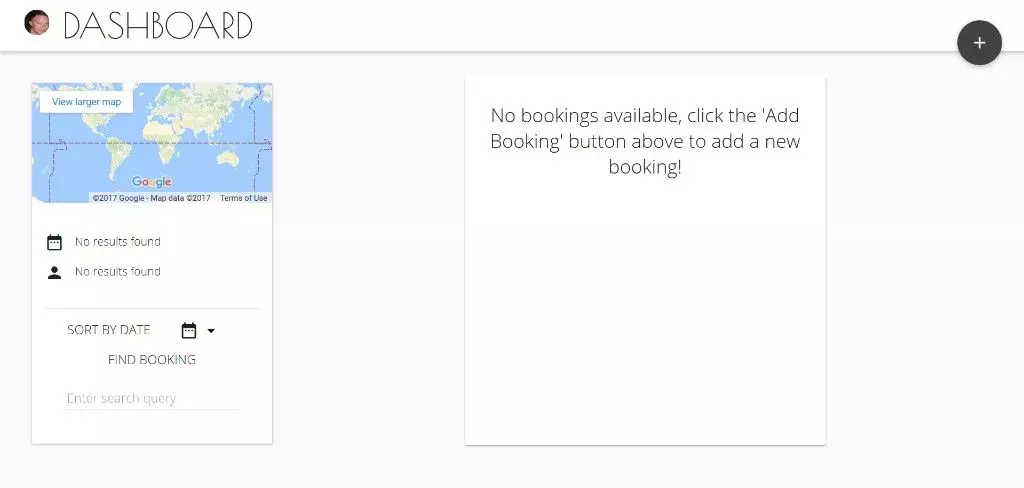 DASHBOARD
+
View larger map
Google
©2017 Google - Map data ©2017 Terms of Use
No results found
No results found
SORT BY DATE
FIND BOOKING
Enter search query
No bookings available, click the 'Add
Booking' button above to add a new
booking!